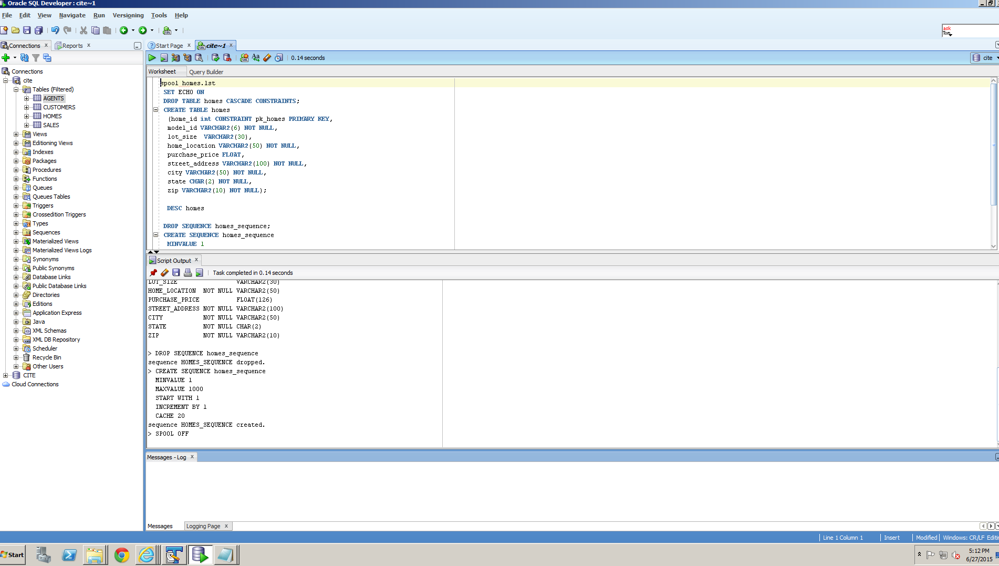 Oracle SQL Developer : cite~1
File Edit View Navigate Run Versioning Tools Help
ask
Tom
Connections x Reports x
Start Page x cite~1 x
0.14 seconds
cite
Worksheet Query Builder
Connections
cite
Tables (Filtered)
AGENTS
CUSTOMERS
HOMES
SALES
Views
Editioning Views
Indexes
Packages
Procedures
Functions
Queues
Queues Tables
Triggers
Crossedition Triggers
Types
Sequences
Materialized Views
Materialized Views Logs
Synonyms
Public Synonyms
Database Links
Public Database Links
Directories
Editions
Application Express
Java
XML Schemas
XML DB Repository
Scheduler
Recycle Bin
Other Users
CITE
Cloud Connections
spool homes.lst
SET ECHO ON
DROP TABLE homes CASCADE CONSTRAINTS;
CREATE TABLE homes
(home_id int CONSTRAINT pk_homes PRIMARY KEY,
model_id VARCHAR2(6) NOT NULL,
lot_size  VARCHAR2(30),
home_location VARCHAR2(50) NOT NULL,
purchase_price FLOAT,
street_address VARCHAR2(100) NOT NULL,
city VARCHAR2(50) NOT NULL,
state CHAR(2) NOT NULL,
zip VARCHAR2(10) NOT NULL);
DESC homes
DROP SEQUENCE homes_sequence;
CREATE SEQUENCE homes_sequence
MINVALUE 1
Script Output x
Task completed in 0.14 seconds
LOT_SIZE VARCHAR2(30)
HOME_LOCATION NOT NULL VARCHAR2(50)
PURCHASE_PRICE FLOAT(126)
STREET_ADDRESS NOT NULL VARCHAR2(100)
CITY NOT NULL VARCHAR2(50)
STATE NOT NULL CHAR(2)
ZIP NOT NULL VARCHAR2(10)
> DROP SEQUENCE homes_sequence
sequence HOMES_SEQUENCE dropped.
> CREATE SEQUENCE homes_sequence
MINVALUE 1
MAXVALUE 1000
START WITH 1
INCREMENT BY 1
CACHE 20
sequence HOMES_SEQUENCE created.
> SPOOL OFF
Messages - Log x
Messages Logging Page x
Line 1 Column 1 Insert Modified Windows: CR/LF Editin
Start
5:12 PM
6/27/2015